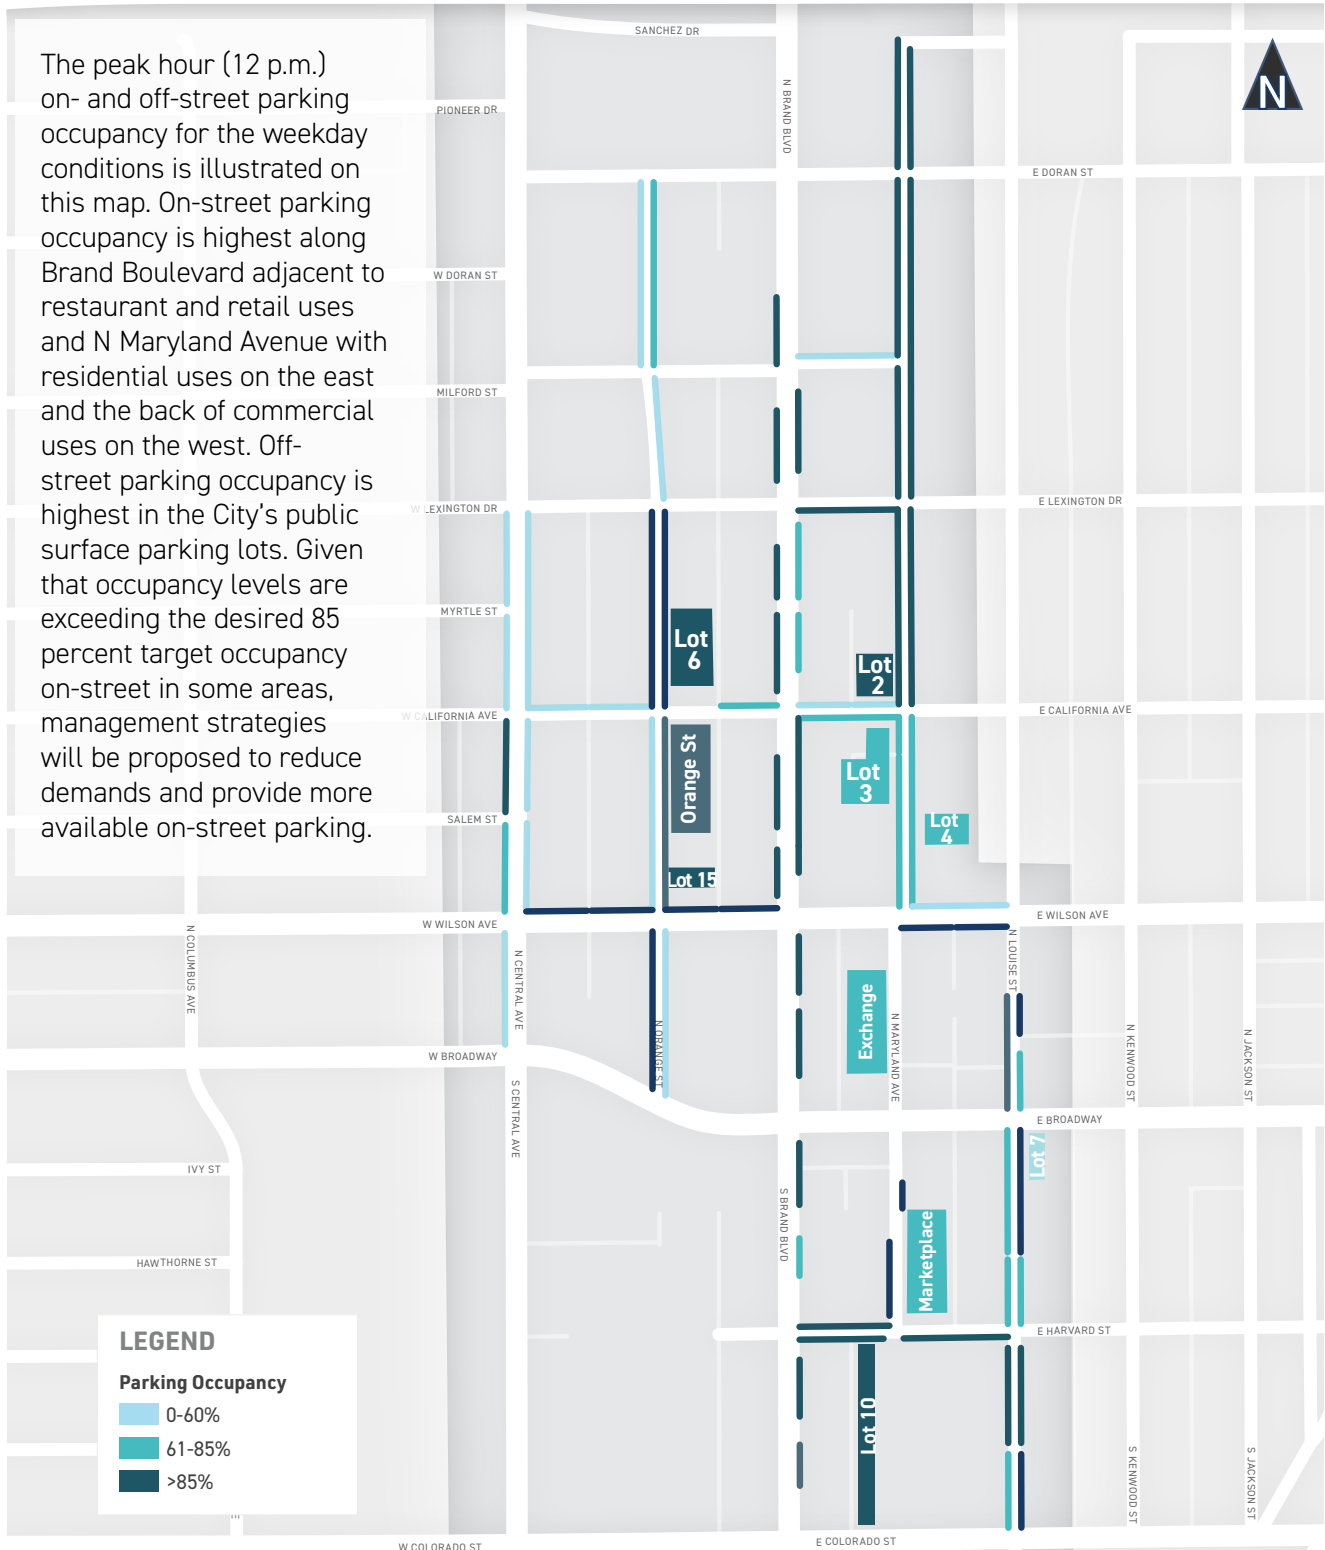 The peak hour (12 p.m.)
on- and off-street parking
occupancy for the weekday
conditions is illustrated on
this map. On-street parking
occupancy is highest along
Brand Boulevard adjacent to
restaurant and retail uses
and N Maryland Avenue with
residential uses on the east
and the back of commercial
uses on the west. Off-
street parking occupancy is
highest in the City's public
surface parking lots. Given
that occupancy levels are
exceeding the desired 85
percent target occupancy
on-street in some areas,
management strategies
will be proposed to reduce
demands and provide more
available on-street parking.
SANCHEZ DR
PIONEER DR
N BRAND BLVD
N
E DORAN ST
W DORAN ST
MILFORD ST
W LEXINGTON DR
E LEXINGTON DR
MYRTLE ST
Lot
6
Lot
2
W CALIFORNIA AVE
E CALIFORNIA AVE
Orange St
Lot
3
SALEM ST
Lot
4
Lot 15
W WILSON AVE
E WILSON AVE
N COLUMBUS AVE
N CENTRAL AVE
N LOUISE ST
Exchange
N ORANGE ST
N MARYLAND AVE
N KENWOOD ST
N JACKSON ST
W BROADWAY
S CENTRAL AVE
E BROADWAY
Lot 7
IVY ST
S BRAND BLVD
Marketplace
HAWTHORNE ST
E HARVARD ST
LEGEND
Parking Occupancy
0-60%
61-85%
>85%
Lot 10
S KENWOOD ST
S JACKSON ST
W COLORADO ST
E COLORADO ST